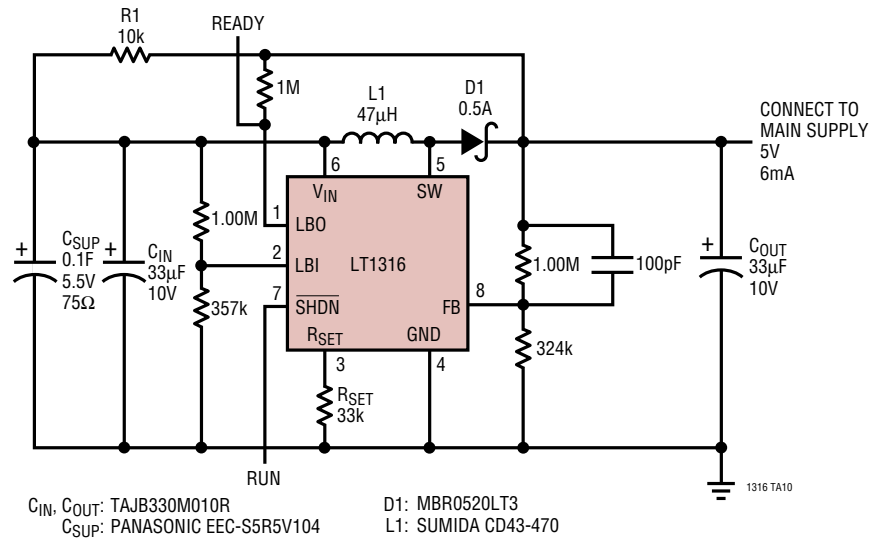 R1
10k
READY
1M
L1
47µH
D1
0.5A
CONNECT TO
MAIN SUPPLY
5V
6mA
6
5
VIN
SW
1
LBO
1.00M
2
LBI
LT1316
7
SHDN
FB
8
RSET
GND
3
4
+
CSUP
0.1F
5.5V
75Ω
+
CIN
33µF
10V
357k
1.00M
100pF
324k
+
COUT
33µF
10V
RSET
33k
RUN
1316 TA10
CIN, COUT: TAJB330M010R
CSUP: PANASONIC EEC-S5R5V104
D1: MBR0520LT3
L1: SUMIDA CD43-470